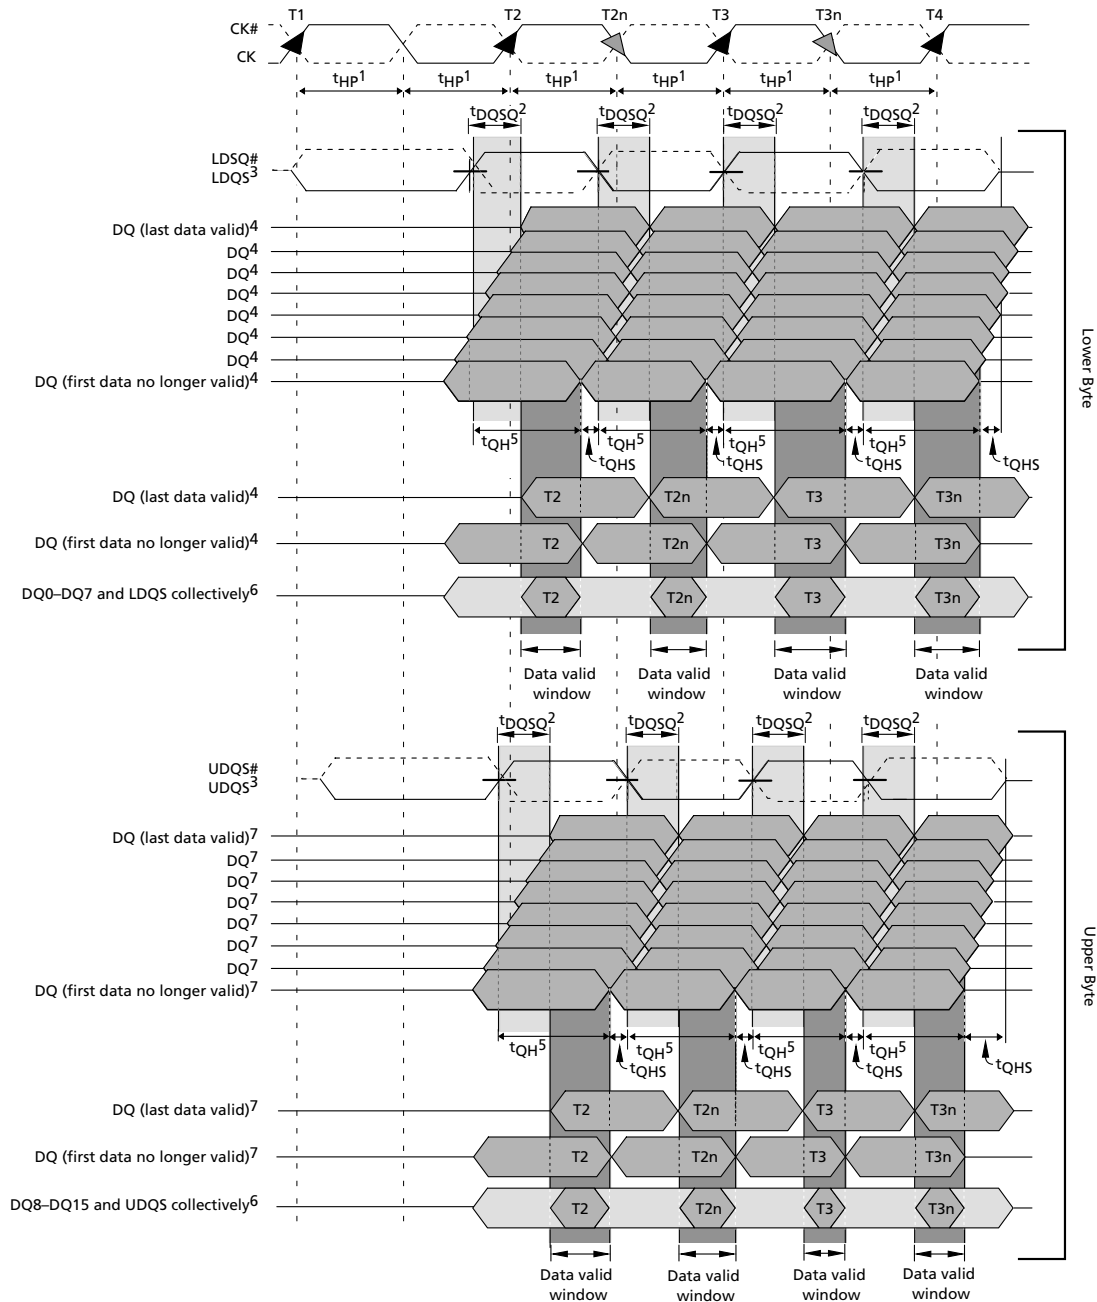 T1 T2 T2n T3 T3n T4
CK#
CK
tHP1 tHP1 tHP1 tHP1 tHP1 tHP1
tDQSQ2 tDQSQ2 tDQSQ2 tDQSQ2
LDSQ#
LDQS3
DQ (last data valid)4
DQ4
DQ4
DQ4
DQ4
DQ4
DQ4
DQ (first data no longer valid)4
Lower Byte
tQH5 tQH5 tQH5 tQH5
tQHS tQHS tQHS tQHS
DQ (last data valid)4 T2 T2n T3 T3n
DQ (first data no longer valid)4 T2 T2n T3 T3n
DQ0–DQ7 and LDQS collectively6 T2 T2n T3 T3n
Data valid Data valid Data valid Data valid
window window window window
tDQSQ2 tDQSQ2 tDQSQ2 tDQSQ2
UDQS#
UDQS3
DQ (last data valid)7
DQ7
DQ7
DQ7
DQ7
DQ7
DQ7
DQ (first data no longer valid)7
Upper Byte
tQH5 tQH5 tQH5 tQH5
tQHS tQHS tQHS tQHS
DQ (last data valid)7 T2 T2n T3 T3n
DQ (first data no longer valid)7 T2 T2n T3 T3n
DQ8–DQ15 and UDQS collectively6 T2 T2n T3 T3n
Data valid Data valid Data valid Data valid
window window window window